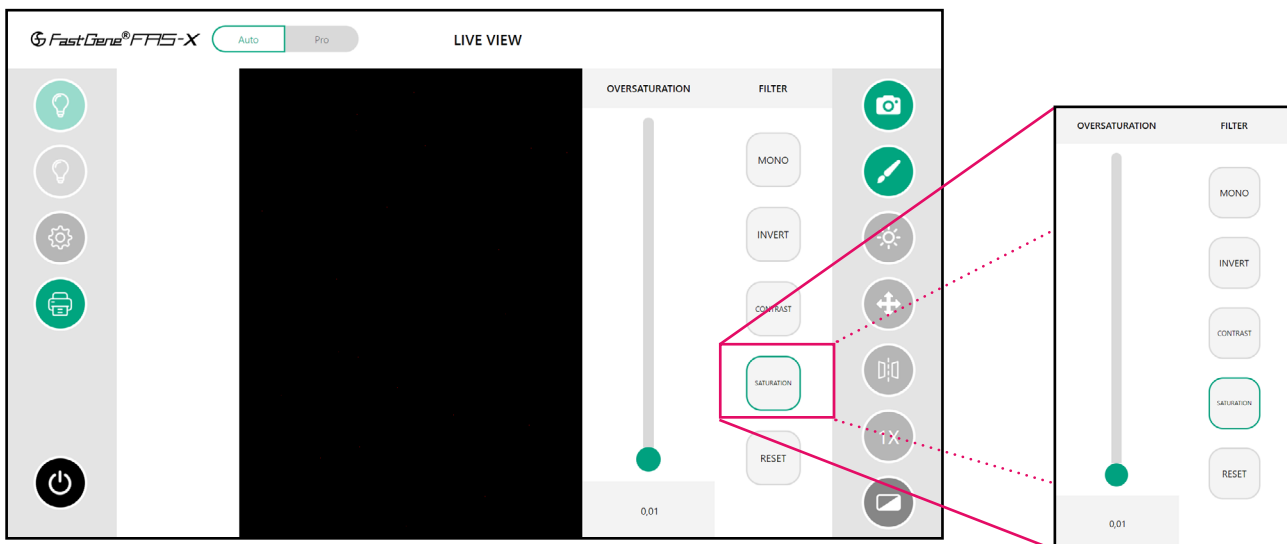 FastGene® FAS-X
Auto
Pro
LIVE VIEW
OVERSATURATION
FILTER
MONO
INVERT
CONTRAST
SATURATION
RESET
0,01
1X
OVERSATURATION
FILTER
MONO
INVERT
CONTRAST
SATURATION
RESET
0,01